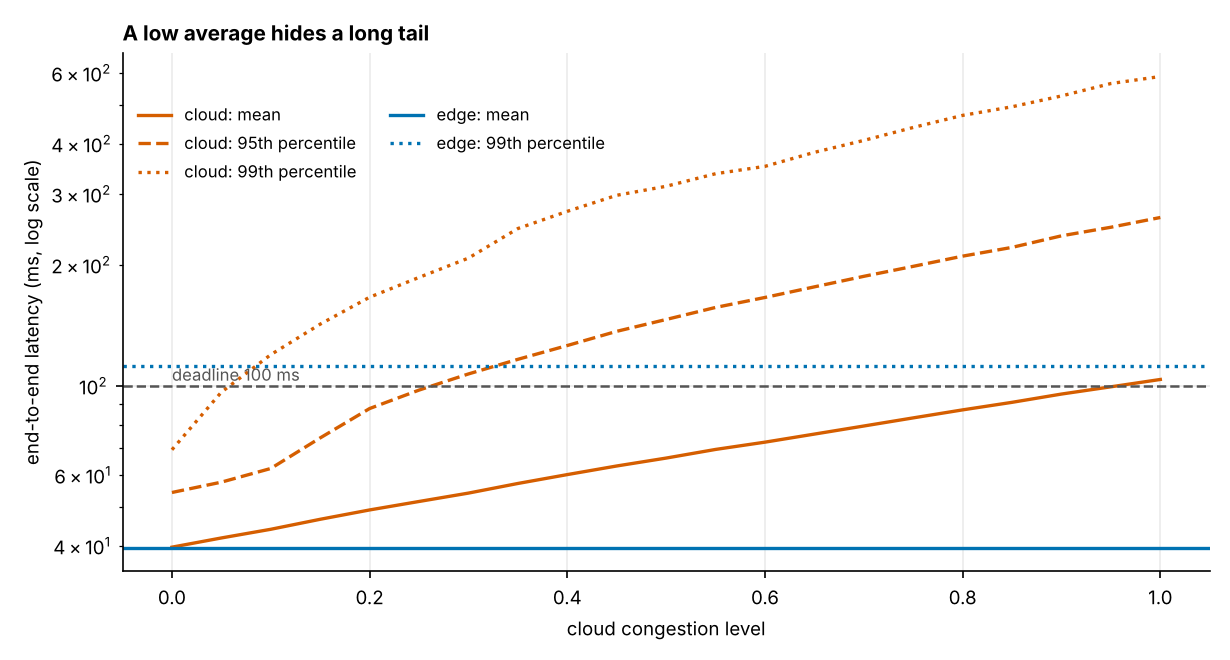 A low average hides a long tail
end-to-end latency (ms, log scale)
6 × 10²
4 × 10²
3 × 10²
2 × 10²
10²
6 × 10¹
4 × 10¹
cloud: mean
cloud: 95th percentile
cloud: 99th percentile
edge: mean
edge: 99th percentile
deadline 100 ms
0.0 0.2 0.4 0.6 0.8 1.0
cloud congestion level